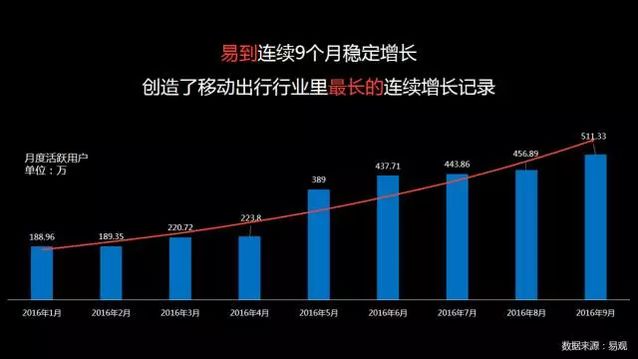 易到连续9个月稳定增长
创造了移动出行行业里最长的连续增长记录
月度活跃用户
单位：万
188.96
189.35
220.72
223.8
389
437.71
443.86
456.89
511.33
2016年1月
2016年2月
2016年3月
2016年4月
2016年5月
2016年6月
2016年7月
2016年8月
2016年9月
数据来源：易观